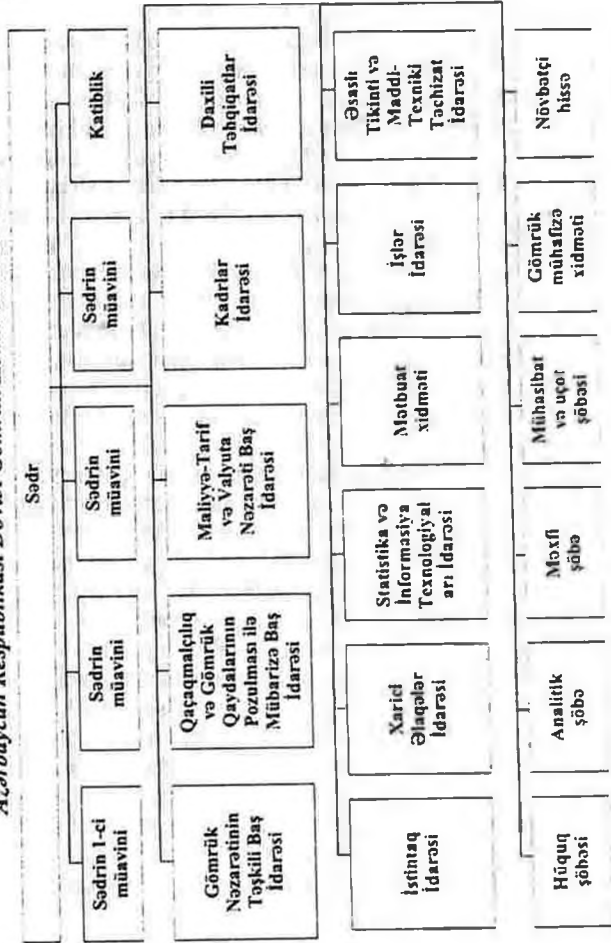 Azərbaycan Respublikası Dövlət
Sədr
Sədrin 1-ci
müavini
Sədrin
müavini
Sədrin
müavini
Sədrin
müavini
Katiblik
Gömrük
Nəzarətinin
Təşkili Baş
İdarəsi
Qaçaqmalçılıq
və Gömrük
Qaydalarının
Pozulması ilə
Mübarizə Baş
İdarəsi
Maliyyə-Tarif
və Valyuta
Nəzarəti Baş
İdarəsi
Kadrlar
İdarəsi
Daxili
Təhqiqatlar
İdarəsi
İstintaq
İdarəsi
Xarici
Əlaqələr
İdarəsi
Statistika və
İnformasiya
Texnologiyal
arı İdarəsi
Mətbuat
xidməti
İşlər
İdarəsi
Əsaslı
Tikinti və
Maddi-
Texniki
Təchizat
İdarəsi
Hüquq
şöbəsi
Analitik
şöbə
Məxfi
şöbə
Mühasibat
və uçot
şöbəsi
Gömrük
mühafizə
xidməti
Növbətçi
hissə